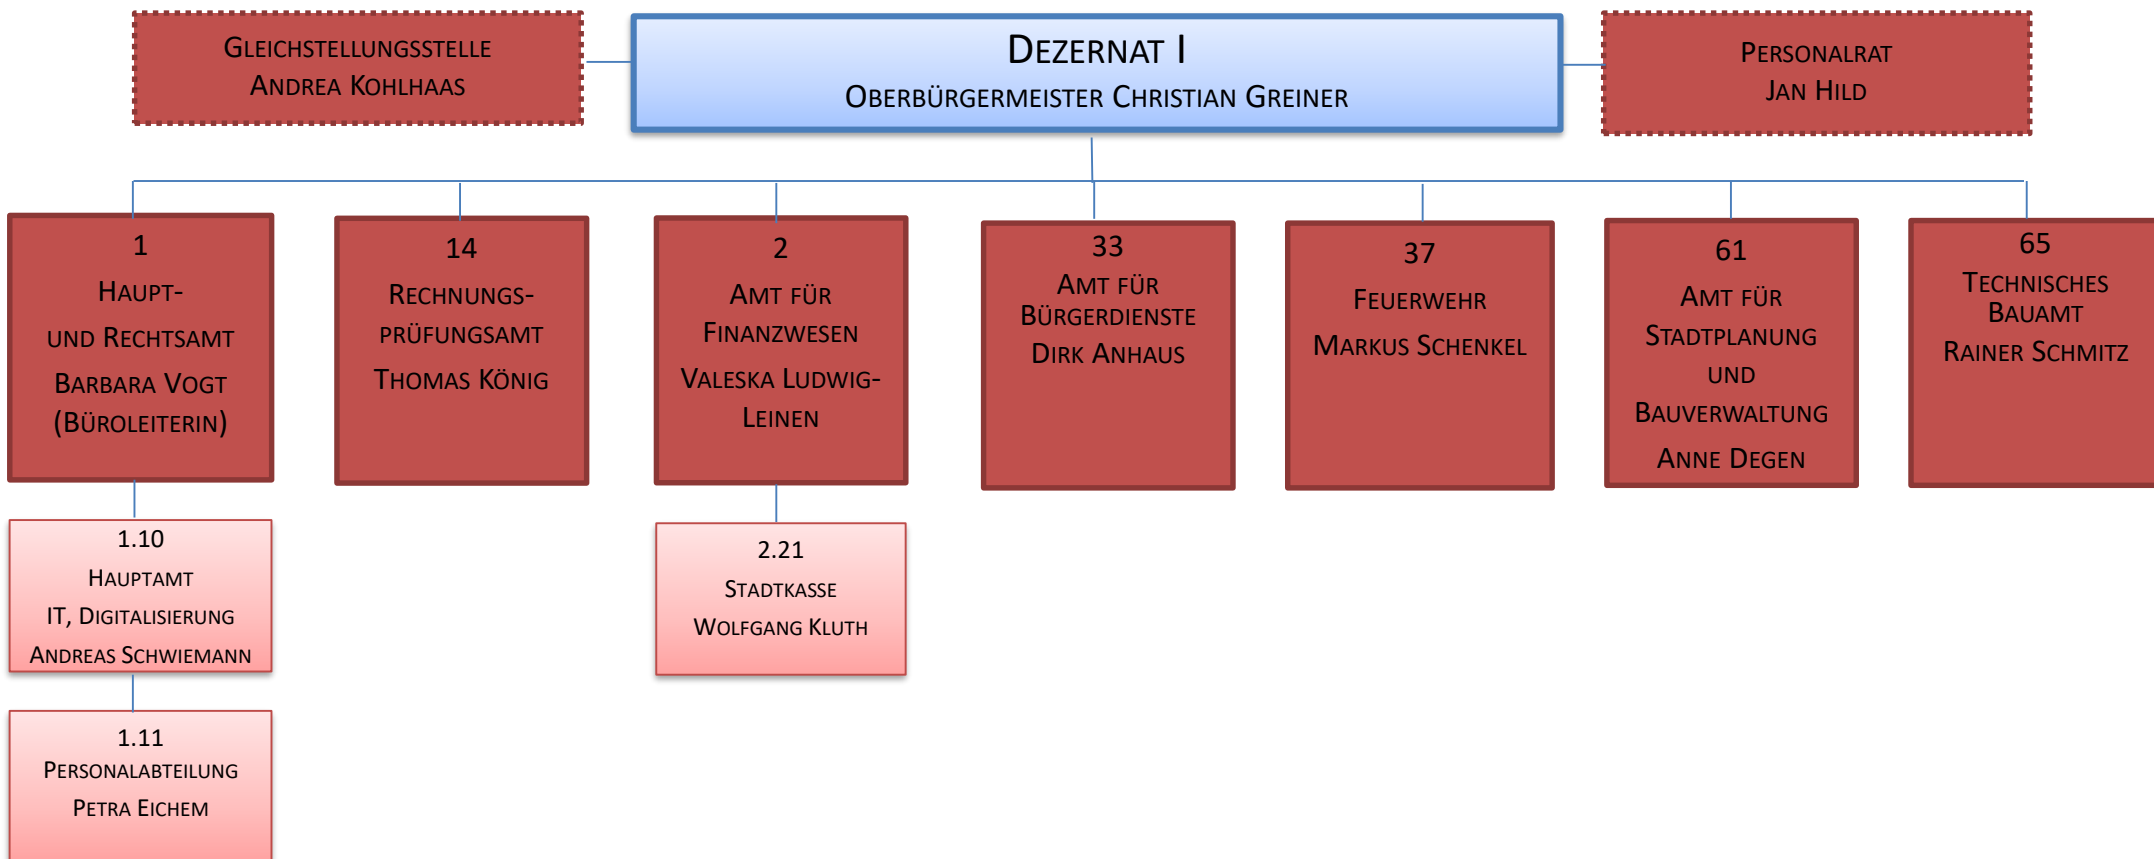 Gleichstellungsstelle
Andrea Kohlhaas
Dezernat I
Oberbürgermeister Christian Greiner
Personalrat
Jan Hild
1
Haupt-
und Rechtsamt
Barbara Vogt
(Büroleiterin)
14
Rechnungs-
prüfungsamt
Thomas König
2
Amt für
Finanzwesen
Valeska Ludwig-
Leinen
33
Amt für
Bürgerdienste
Dirk Anhaus
37
Feuerwehr
Markus Schenkel
61
Amt für
Stadtplanung
und
Bauverwaltung
Anne Degen
65
Technisches
Bauamt
Rainer Schmitz
1.10
Hauptamt
IT, Digitalisierung
Andreas Schwiemann
2.21
Stadtkasse
Wolfgang Kluth
1.11
Personalabteilung
Petra Eichem